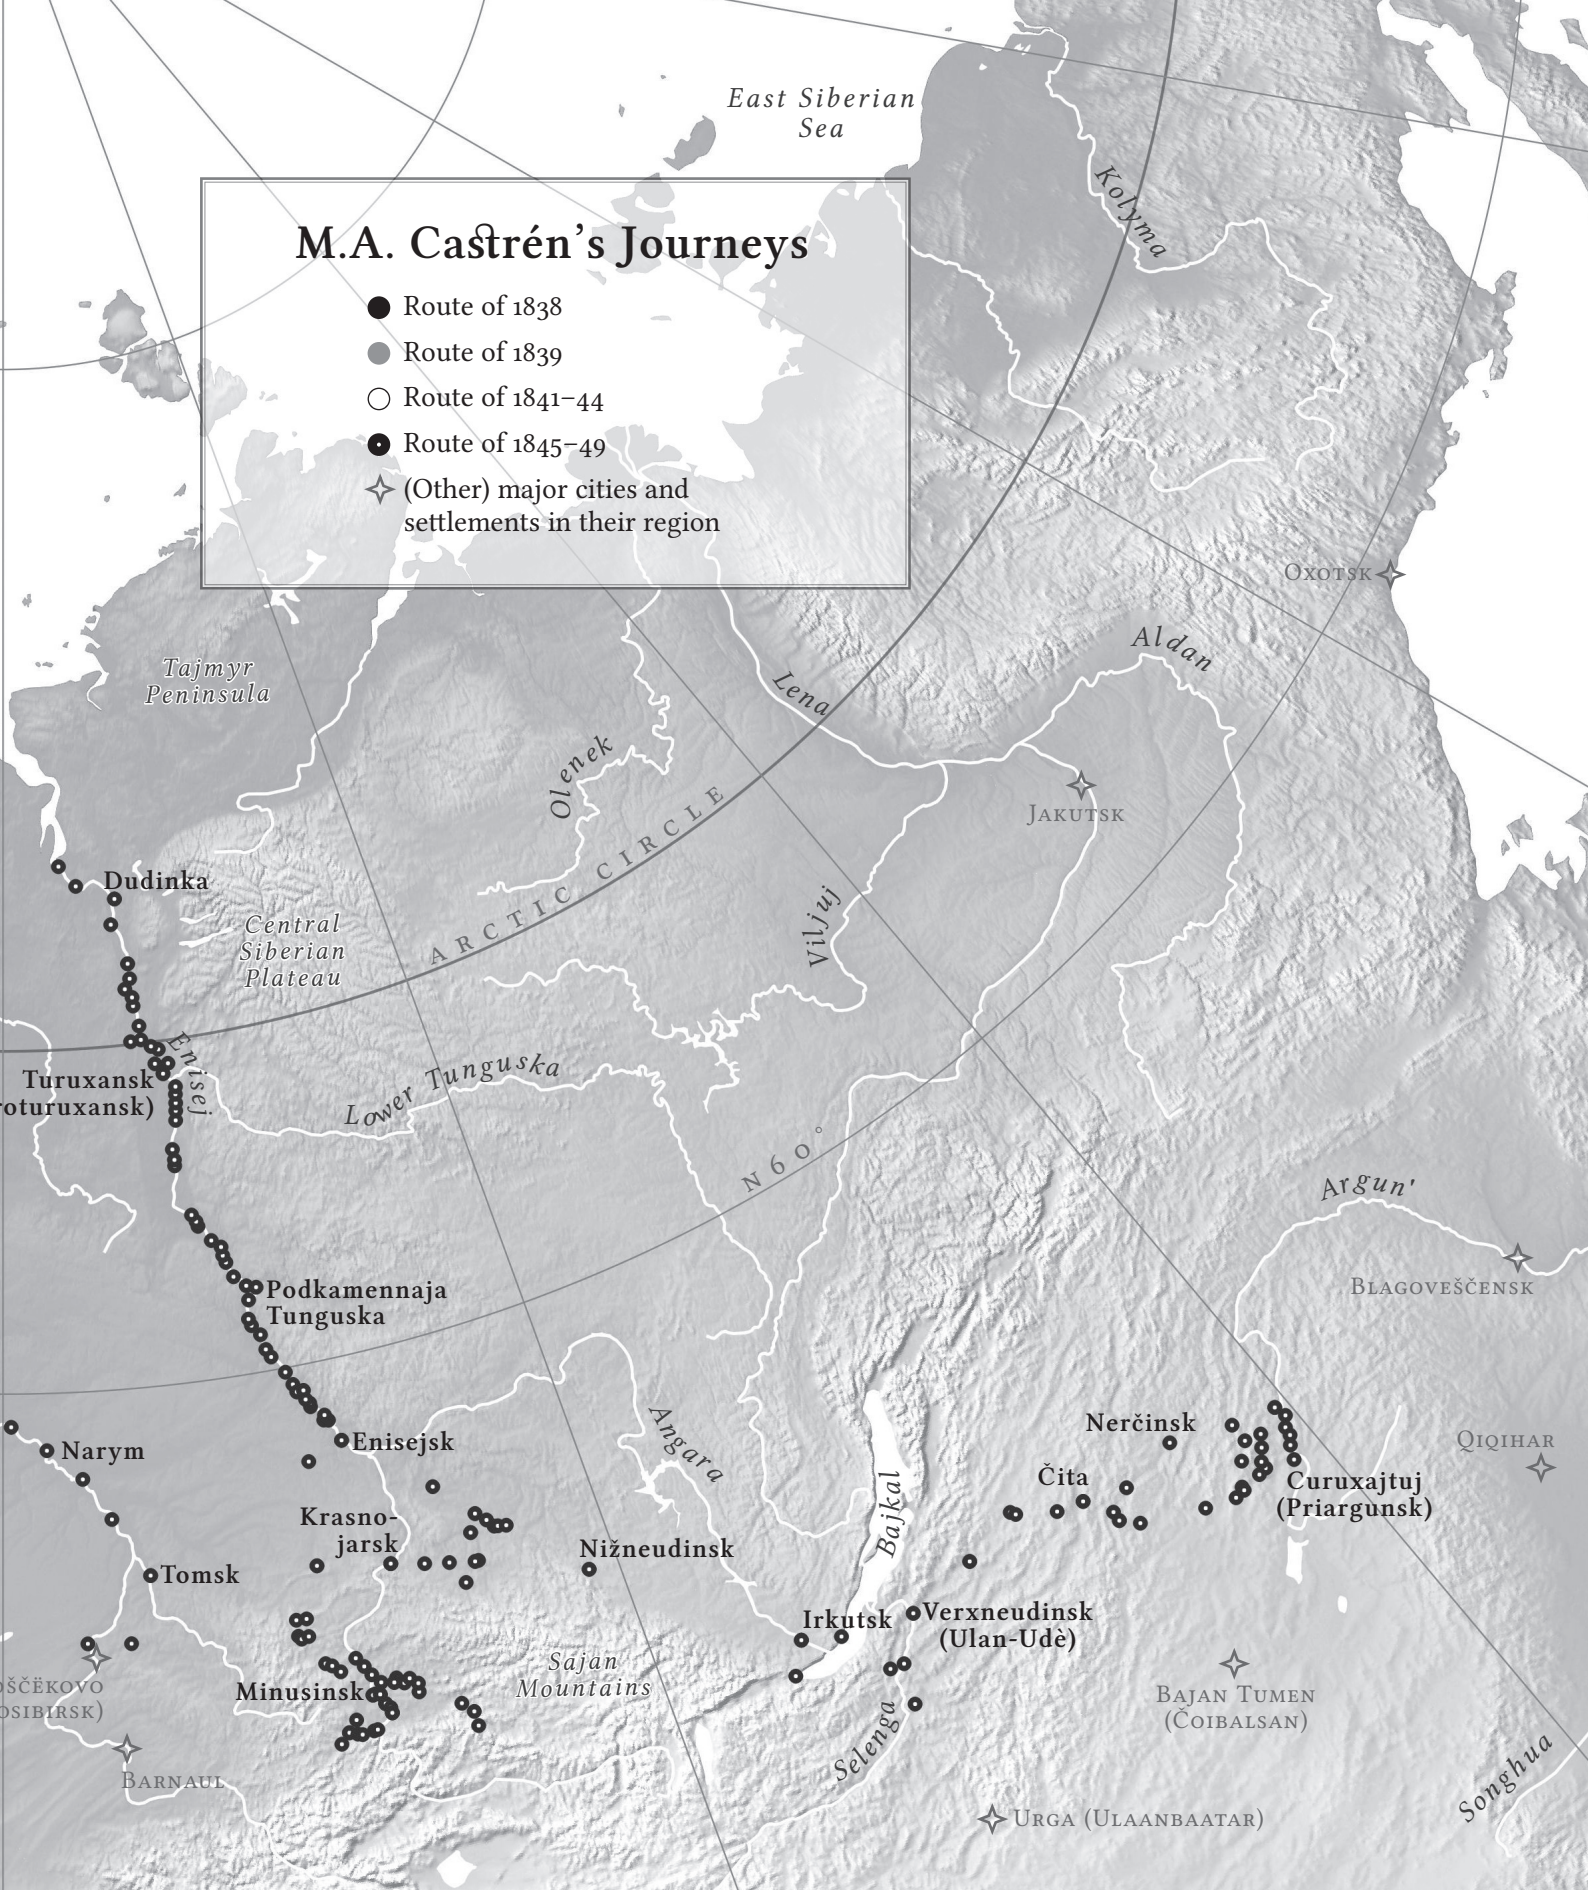 East Siberian
Sea
Kolyma
M.A. Castrén’s Journeys
Route of 1838
Route of 1839
Route of 1841–44
Route of 1845–49
(Other) major cities and
settlements in their region
Oxotsk
Aldan
Tajmyr
Peninsula
Lena
Olenek
Jakutsk
ARCTIC CIRCLE
Dudinka
Viljuj
Central
Siberian
Plateau
Enisej
Lower Tunguska
Turuxansk
oturuxansk)
N60°
Argun'
Blagoveščensk
Podkamennaja
Tunguska
Angara
Nerčinsk
Enisejsk
Narym
Qiqihar
Čita
Curuxajtuj
(Priargunsk)
Bajkal
Krasno-
jarsk
Nižneudinsk
Tomsk
Irkutsk
Verxneudinsk
(Ulan-Udè)
Sajan
Mountains
Minusinsk
oščëkovo
osibirsk)
Bajan Tumen
(Čoibalsan)
Selenga
Barnaul
Songhua
Urga (Ulaanbaatar)